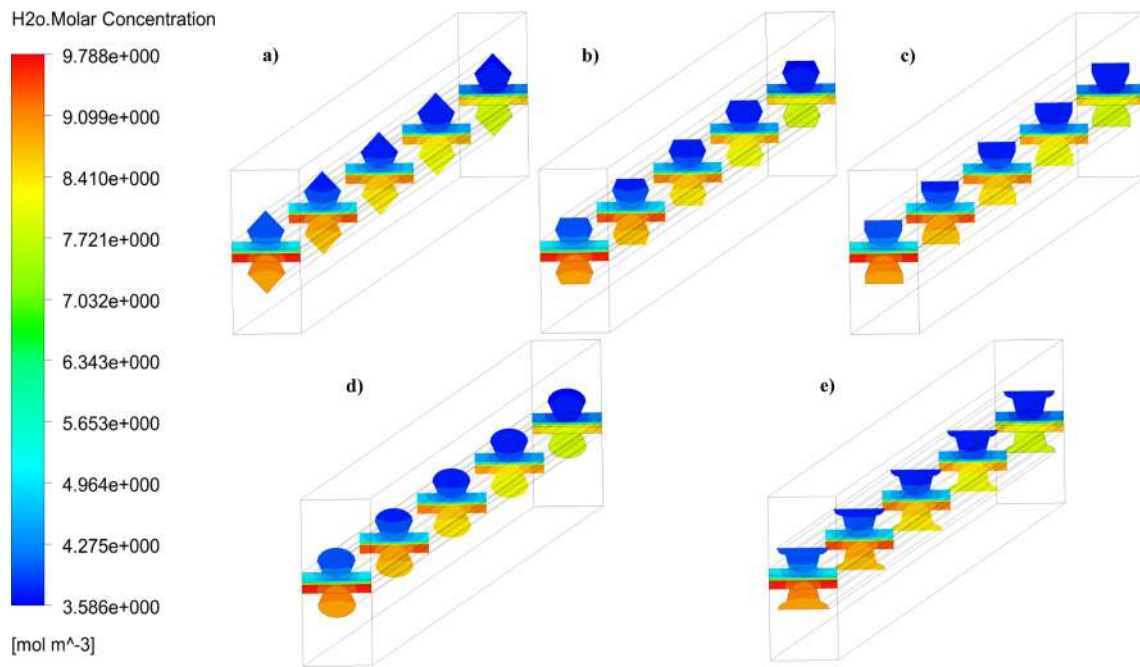 H2o.Molar Concentration
9.788e+000
9.099e+000
8.410e+000
7.721e+000
7.032e+000
6.343e+000
5.653e+000
4.964e+000
4.275e+000
3.586e+000
[mol m^-3]
a)
b)
c)
d)
e)